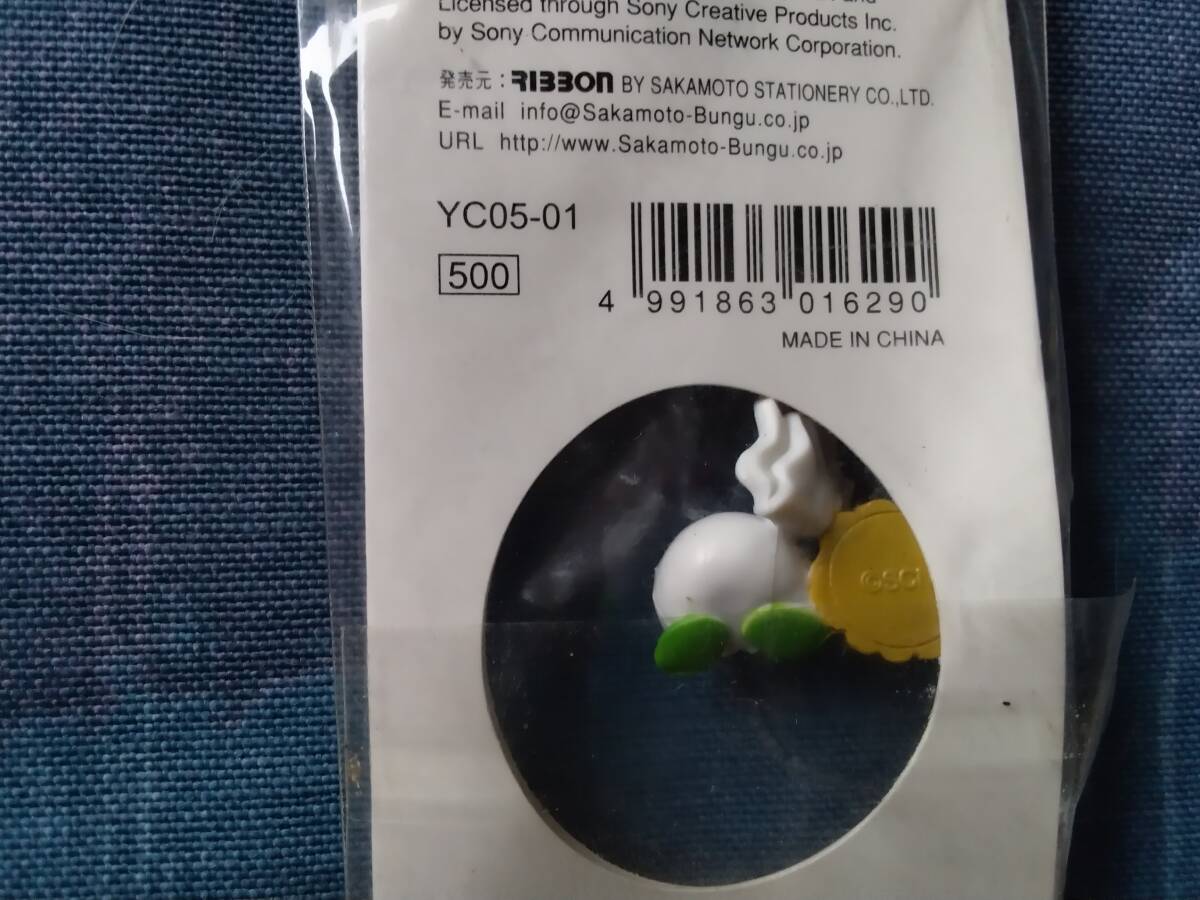 Licensed through Sony Creative Products Inc.
by Sony Communication Network Corporation.
発売元 : RIBBON BY SAKAMOTO STATIONERY CO.,LTD.
E-mail info@Sakamoto-Bungu.co.jp
URL http://www.Sakamoto-Bungu.co.jp
YC05-01
500
4 991863 016290
MADE IN CHINA
©SCi